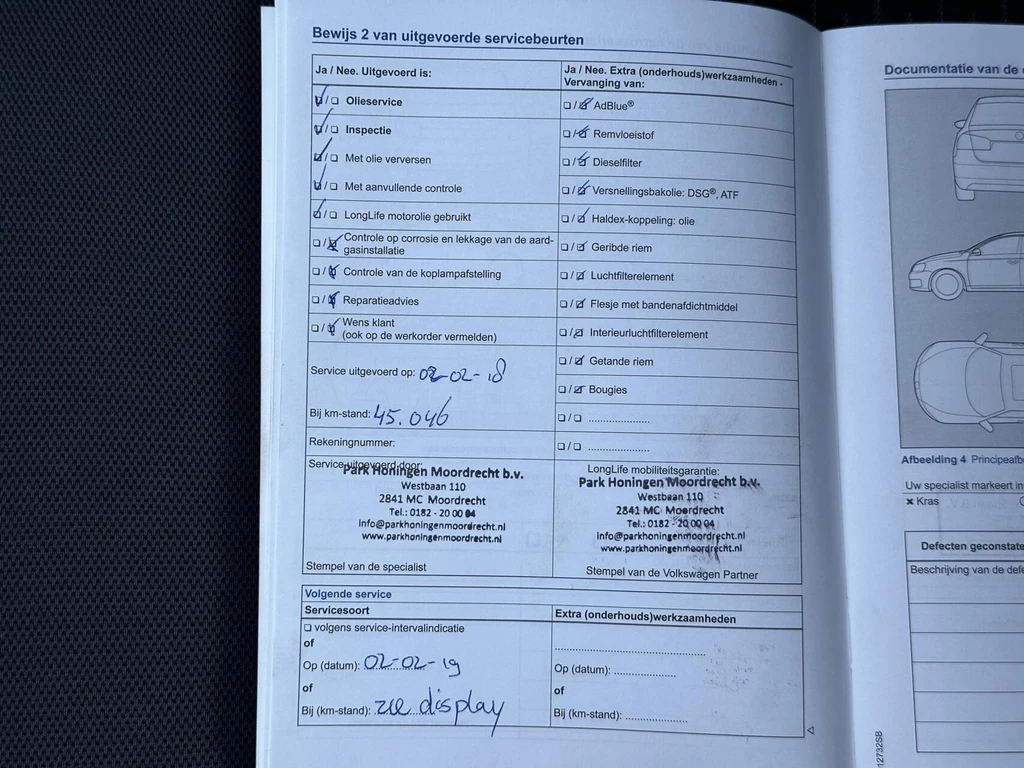 Bewijs 2 van uitgevoerde servicebeurten
Ja / Nee. Uitgevoerd is:
/ Olieservice
/ Inspectie
/ Met olie verversen
/ Met aanvullende controle
/ LongLife motorolie gebruikt
/ Controle op corrosie en lekkage van de aard-
gasinstallatie
/ Controle van de koplampafstelling
/ Reparatieadvies
/ Wens klant
(ook op de werkorder vermelden)
Service uitgevoerd op: 02-02-18
Bij km-stand: 45.046
Rekeningnummer:
Service uitgevoerd door:
Park Honingen Moordrecht b.v.
Westbaan 110
2841 MC Moordrecht
Tel.: 0182 - 20 00 04
info@parkhoningenmoordrecht.nl
www.parkhoningenmoordrecht.nl
Stempel van de specialist
Ja / Nee. Extra (onderhouds)werkzaamheden -
Vervanging van:
/ AdBlue®
/ Remvloeistof
/ Dieselfilter
/ Versnellingsbakolie: DSG®, ATF
/ Haldex-koppeling: olie
/ Geribde riem
/ Luchtfilterelement
/ Flesje met bandenafdichtmiddel
/ Interieurluchtfilterelement
/ Getande riem
/ Bougies
/ .....................
/ .....................
LongLife mobiliteitsgarantie:
Park Honingen Moordrecht b.v.
Westbaan 110
2841 MC Moordrecht
Tel.: 0182 - 20 00 04
info@parkhoningenmoordrecht.nl
www.parkhoningenmoordrecht.nl
Stempel van de Volkswagen Partner
Volgende service
Servicesoort
volgens service-intervalindicatie
of
Op (datum): 02-02-19
of
Bij (km-stand): zie display
Extra (onderhouds)werkzaamheden
Op (datum): .....................
of
Bij (km-stand): .....................
Documentatie van de
Afbeelding 4 Principeafb
Uw specialist markeert in
× Kras
Defecten geconstate
Beschrijving van de defe
12732SB